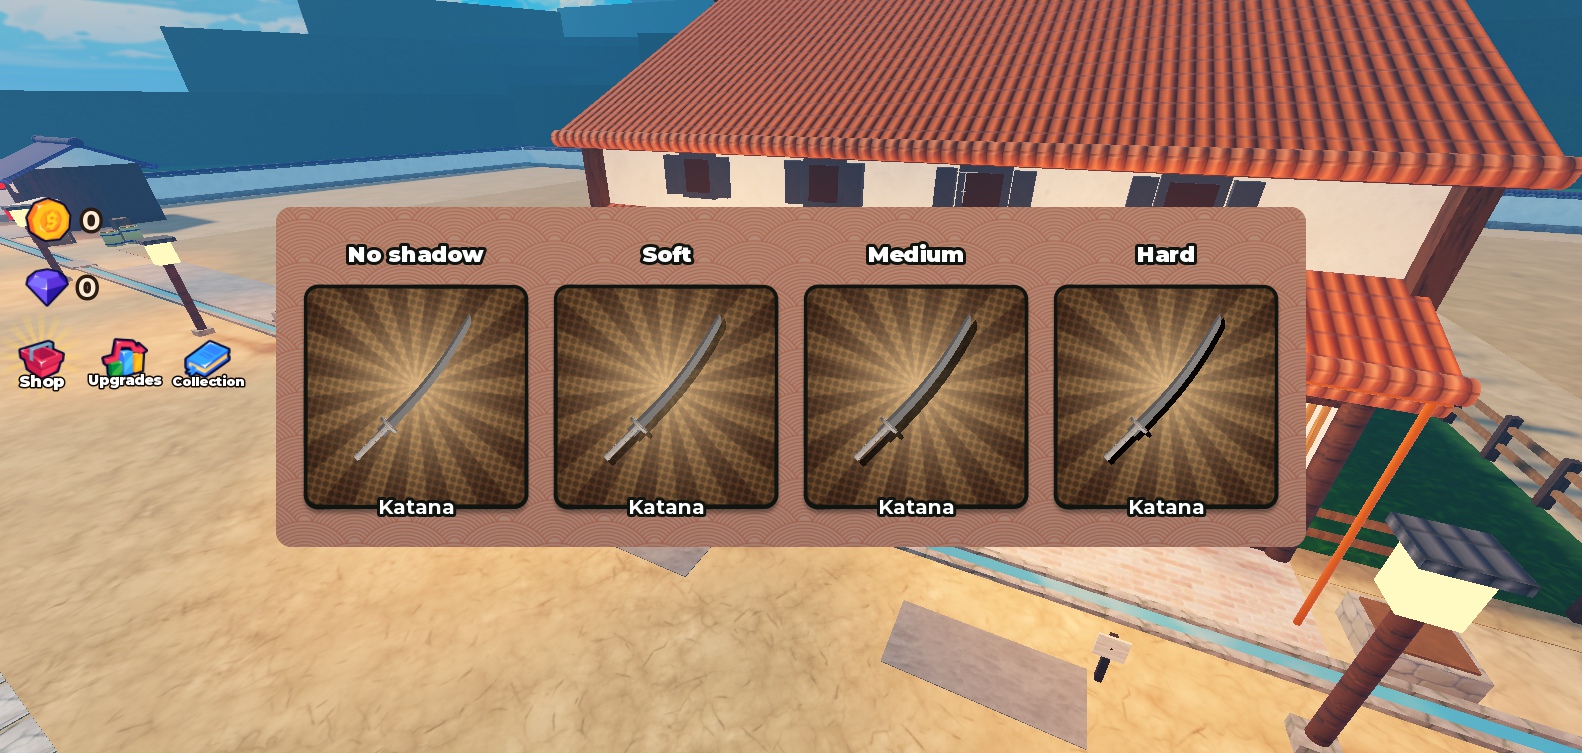 No shadow
Soft
Medium
Hard
0
0
Shop
Upgrades
Collection
Katana
Katana
Katana
Katana